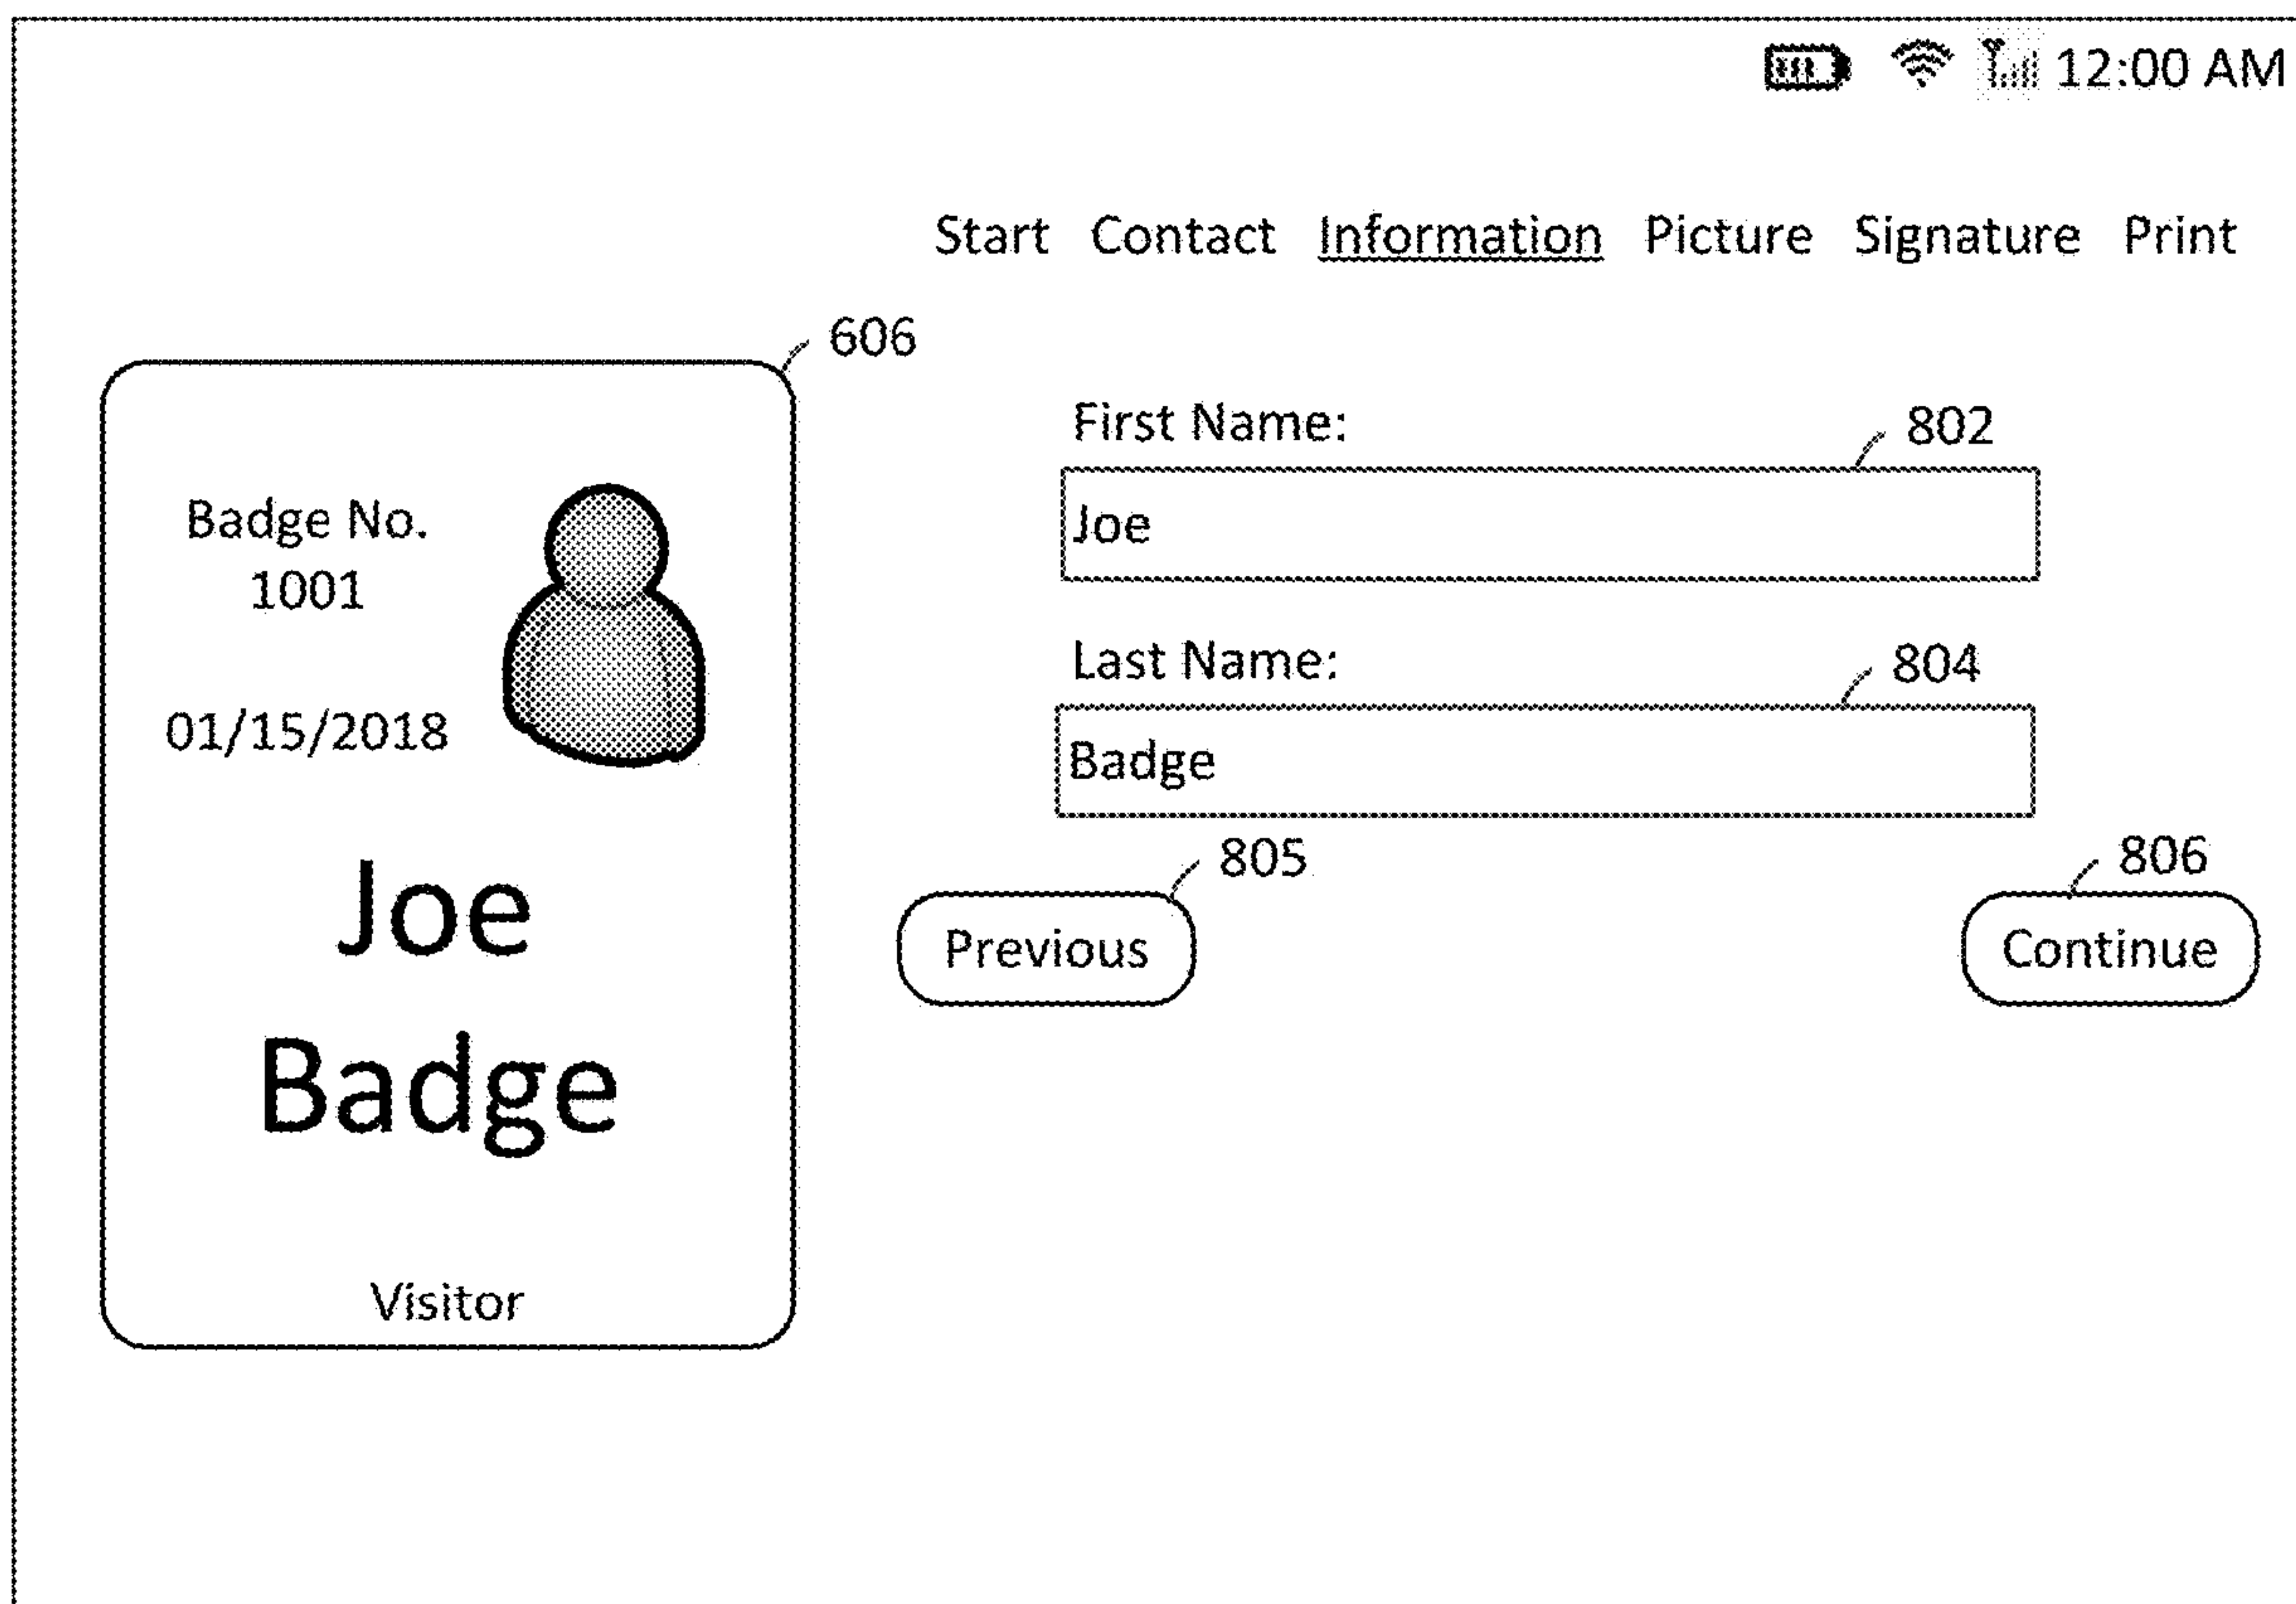 12:00 AM
Start Contact Information Picture Signature Print
606
Badge No.
1001
01/15/2018
Joe
Badge
Visitor
First Name:
802
Joe
Last Name:
804
Badge
805
Previous
806
Continue